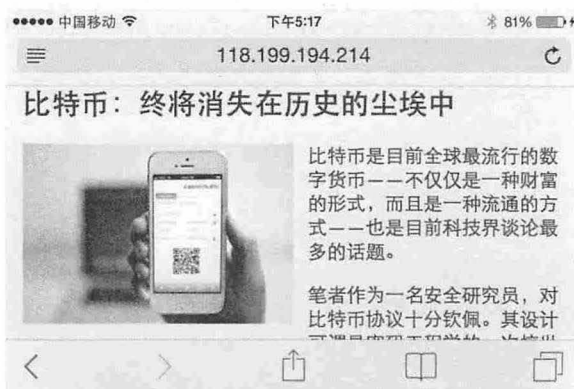 中国移动
下午5:17
81%
118.199.194.214
比特币：终将消失在历史的尘埃中
比特币是目前全球最流行的数
字货币——不仅仅是一种财富
的形式，而且是一种流通的方
式——也是目前科技界谈论最
多的话题。
笔者作为一名安全研究员，对
比特币协议十分钦佩。其设计